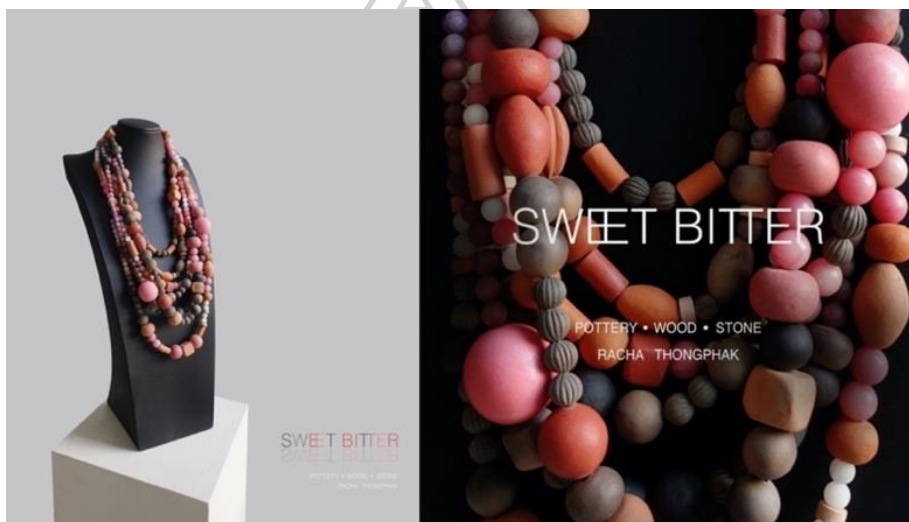 SWEET BITTER
POTTERY • WOOD • STONE
RACHA THONGPHAK
SWEET BITTER
POTTERY • WOOD • STONE
RACHA THONGPHAK